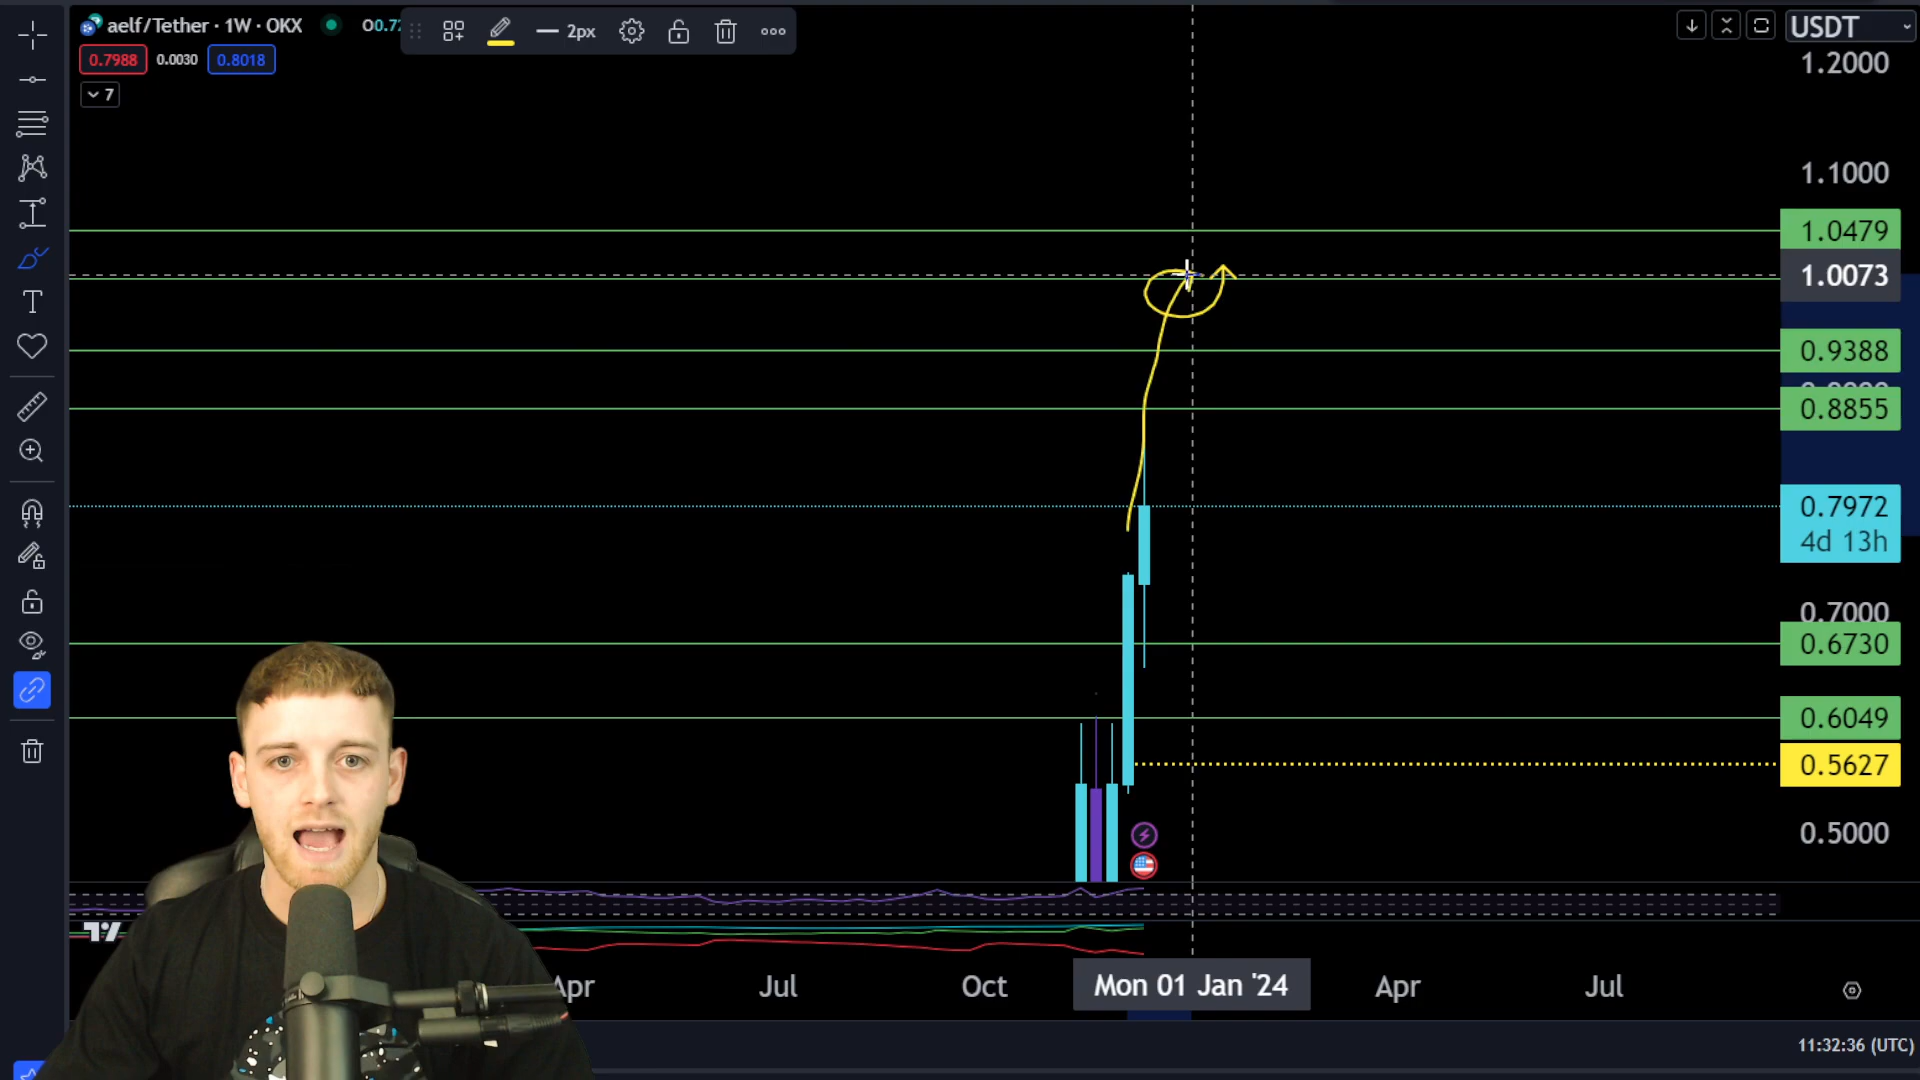 aelf/Tether · 1W · OKX
O0.72
2px
USDT
0.7988
0.0030
0.8018
7
1.2000
1.1000
1.0479
1.0073
0.9388
0.8855
0.7972
4d 13h
0.7000
0.6730
0.6049
0.5627
0.5000
Apr
Jul
Oct
Mon 01 Jan '24
Apr
Jul
11:32:36 (UTC)